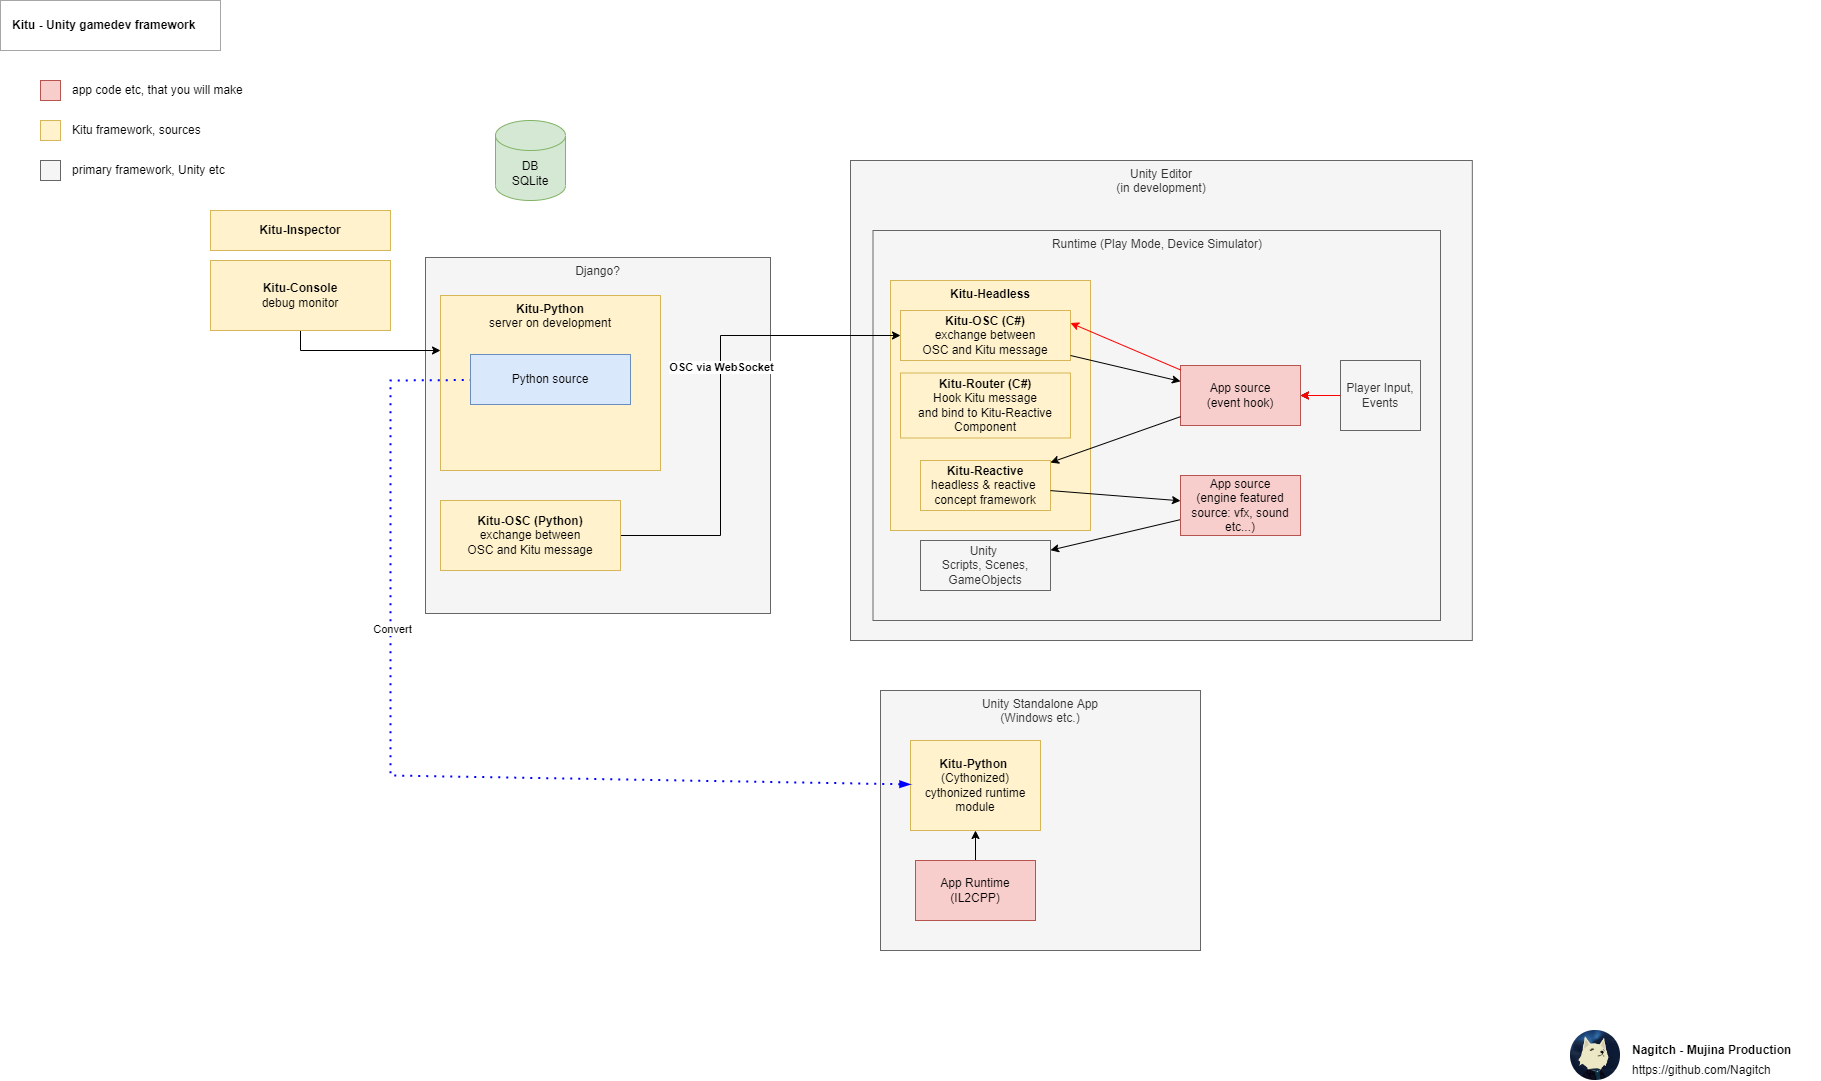 Kitu - Unity gamedev framework
app code etc, that you will make
Kitu framework, sources
primary framework, Unity etc
DB
SQLite
Kitu-Inspector
Kitu-Console
debug monitor
Django?
Kitu-Python
server on development
Python source
Kitu-OSC (Python)
exchange between
OSC and Kitu message
OSC via WebSocket
Convert
Unity Editor
(in development)
Runtime (Play Mode, Device Simulator)
Kitu-Headless
Kitu-OSC (C#)
exchange between
OSC and Kitu message
Kitu-Router (C#)
Hook Kitu message
and bind to Kitu-Reactive
Component
Kitu-Reactive
headless & reactive
concept framework
Unity
Scripts, Scenes,
GameObjects
App source
(event hook)
Player Input,
Events
App source
(engine featured
source: vfx, sound
etc...)
Unity Standalone App
(Windows etc.)
Kitu-Python
(Cythonized)
cythonized runtime
module
App Runtime
(IL2CPP)
Nagitch - Mujina Production
https://github.com/Nagitch